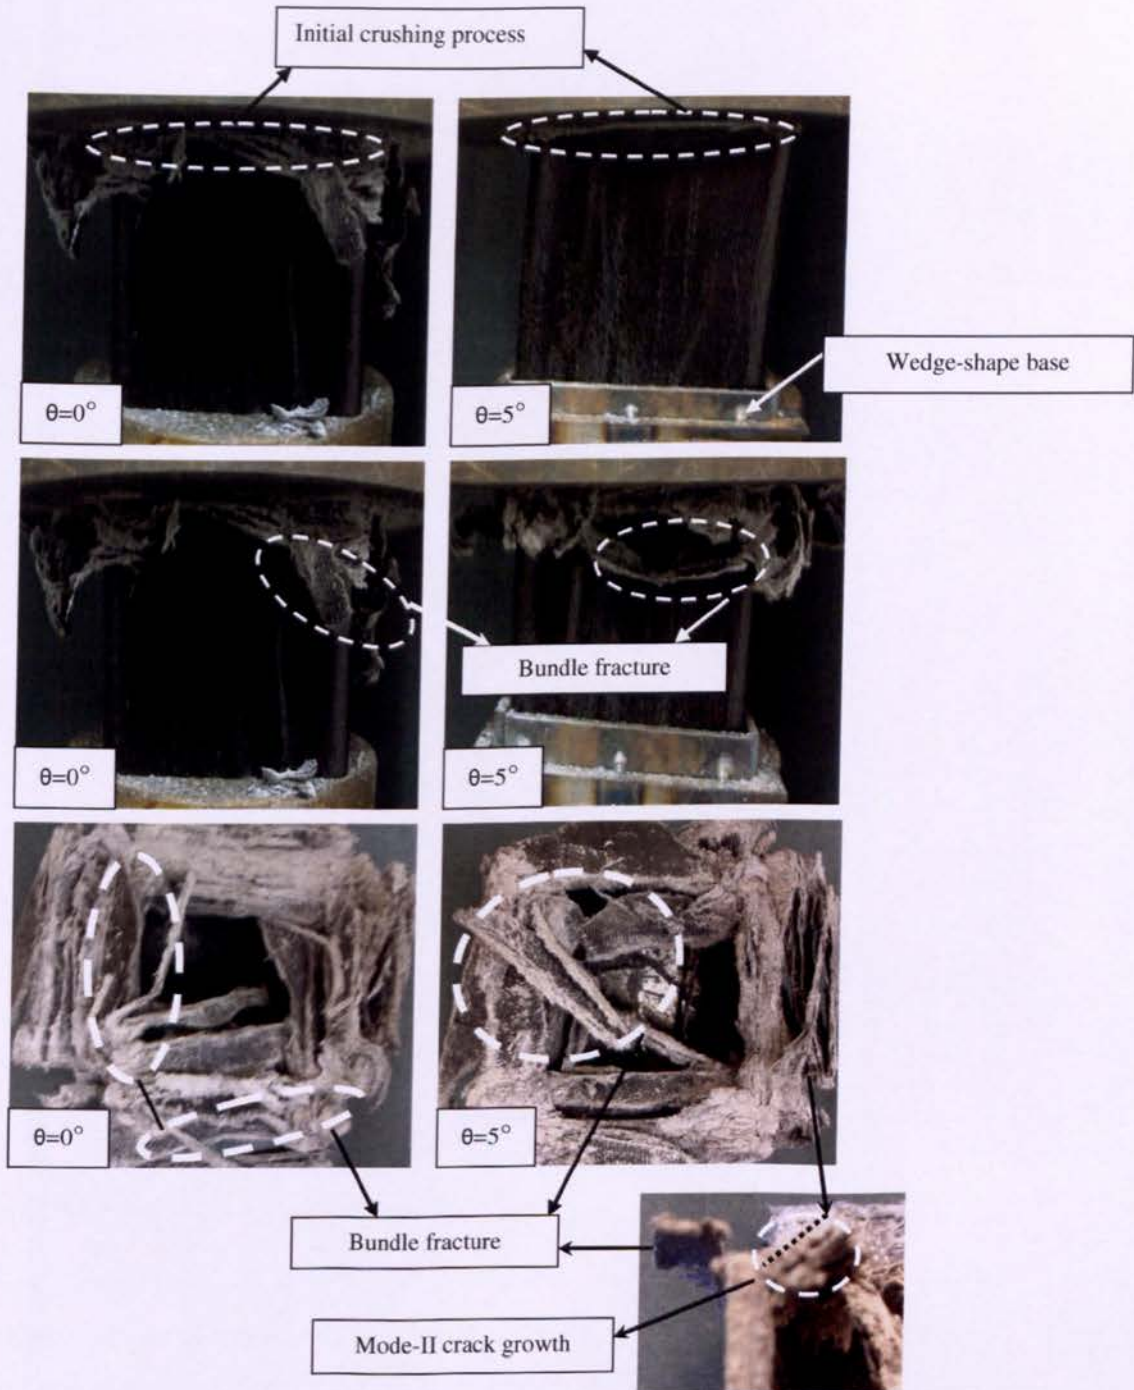 Initial crushing process
Wedge-shape base
θ=0°
θ=5°
Bundle fracture
θ=0°
θ=5°
θ=0°
θ=5°
Bundle fracture
Mode-II crack growth